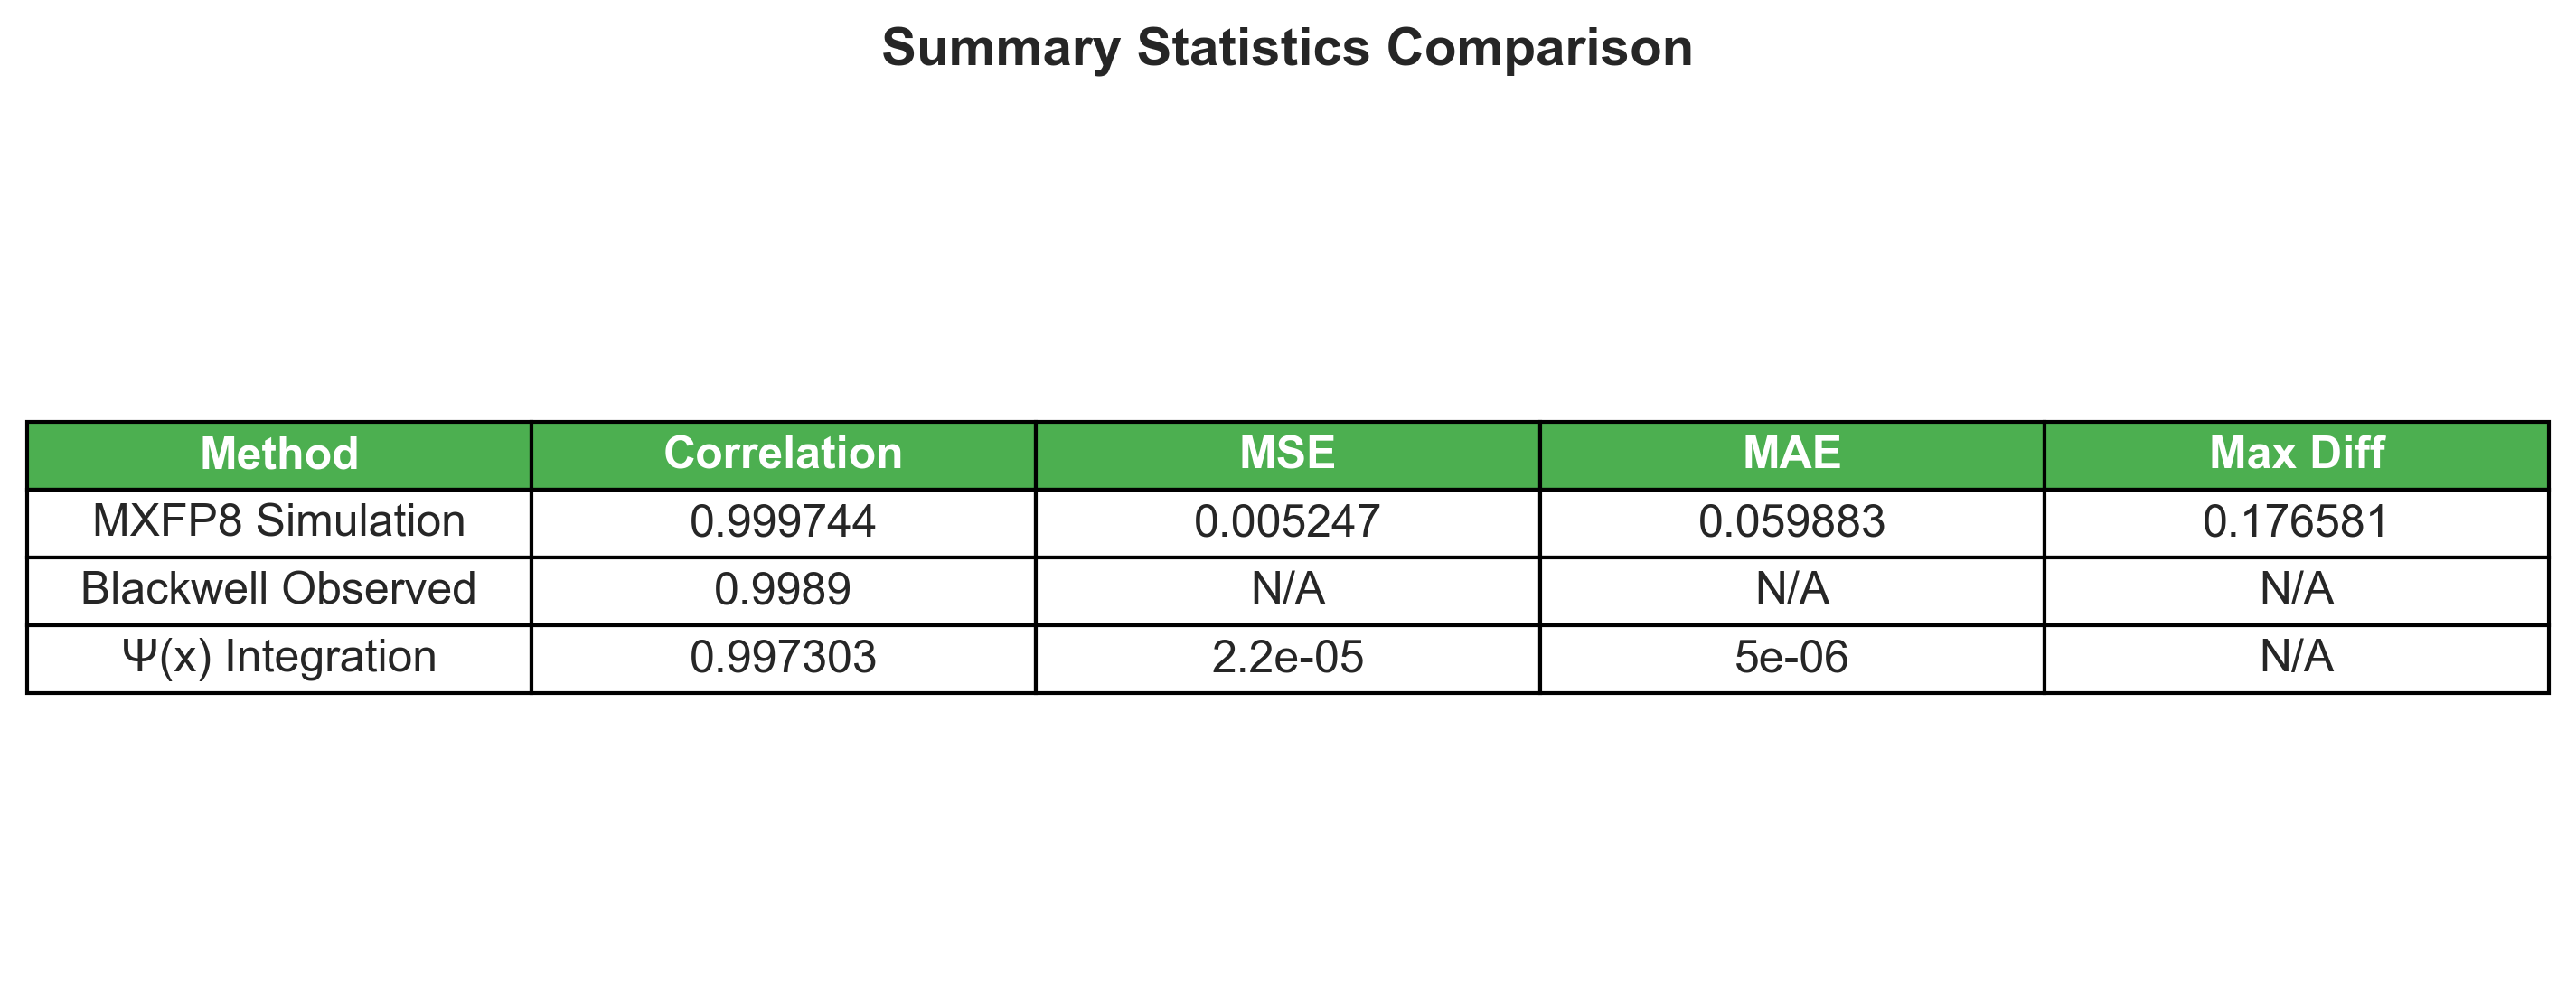 Summary Statistics Comparison
Method Correlation MSE MAE Max Diff
MXFP8 Simulation 0.999744 0.005247 0.059883 0.176581
Blackwell Observed 0.9989 N/A N/A N/A
Ψ(x) Integration 0.997303 2.2e-05 5e-06 N/A